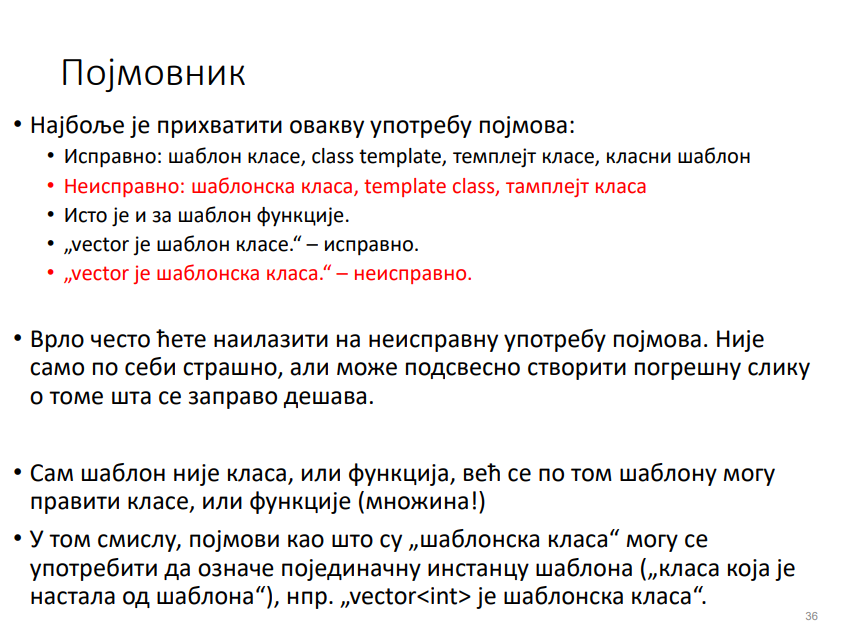 Појмовник
• Најбоље је прихватити овакву употребу појмова:
• Исправно: шаблон класе, class template, темплејт класе, класни шаблон
• Неисправно: шаблонска класа, template class, тамплејт класа
• Исто је и за шаблон функције.
• „vector је шаблон класе.“ – исправно.
• „vector је шаблонска класа.“ – неисправно.
• Врло често ћете наилазити на неисправну употребу појмова. Није
само по себи страшно, али може подсвесно створити погрешну слику
о томе шта се заправо дешава.
• Сам шаблон није класа, или функција, већ се по том шаблону могу
правити класе, или функције (множина!)
• У том смислу, појмови као што су „шаблонска класа“ могу се
употребити да означе појединачну инстанцу шаблона („класа која је
настала од шаблона“), нпр. „vector<int> је шаблонска класа“.
36